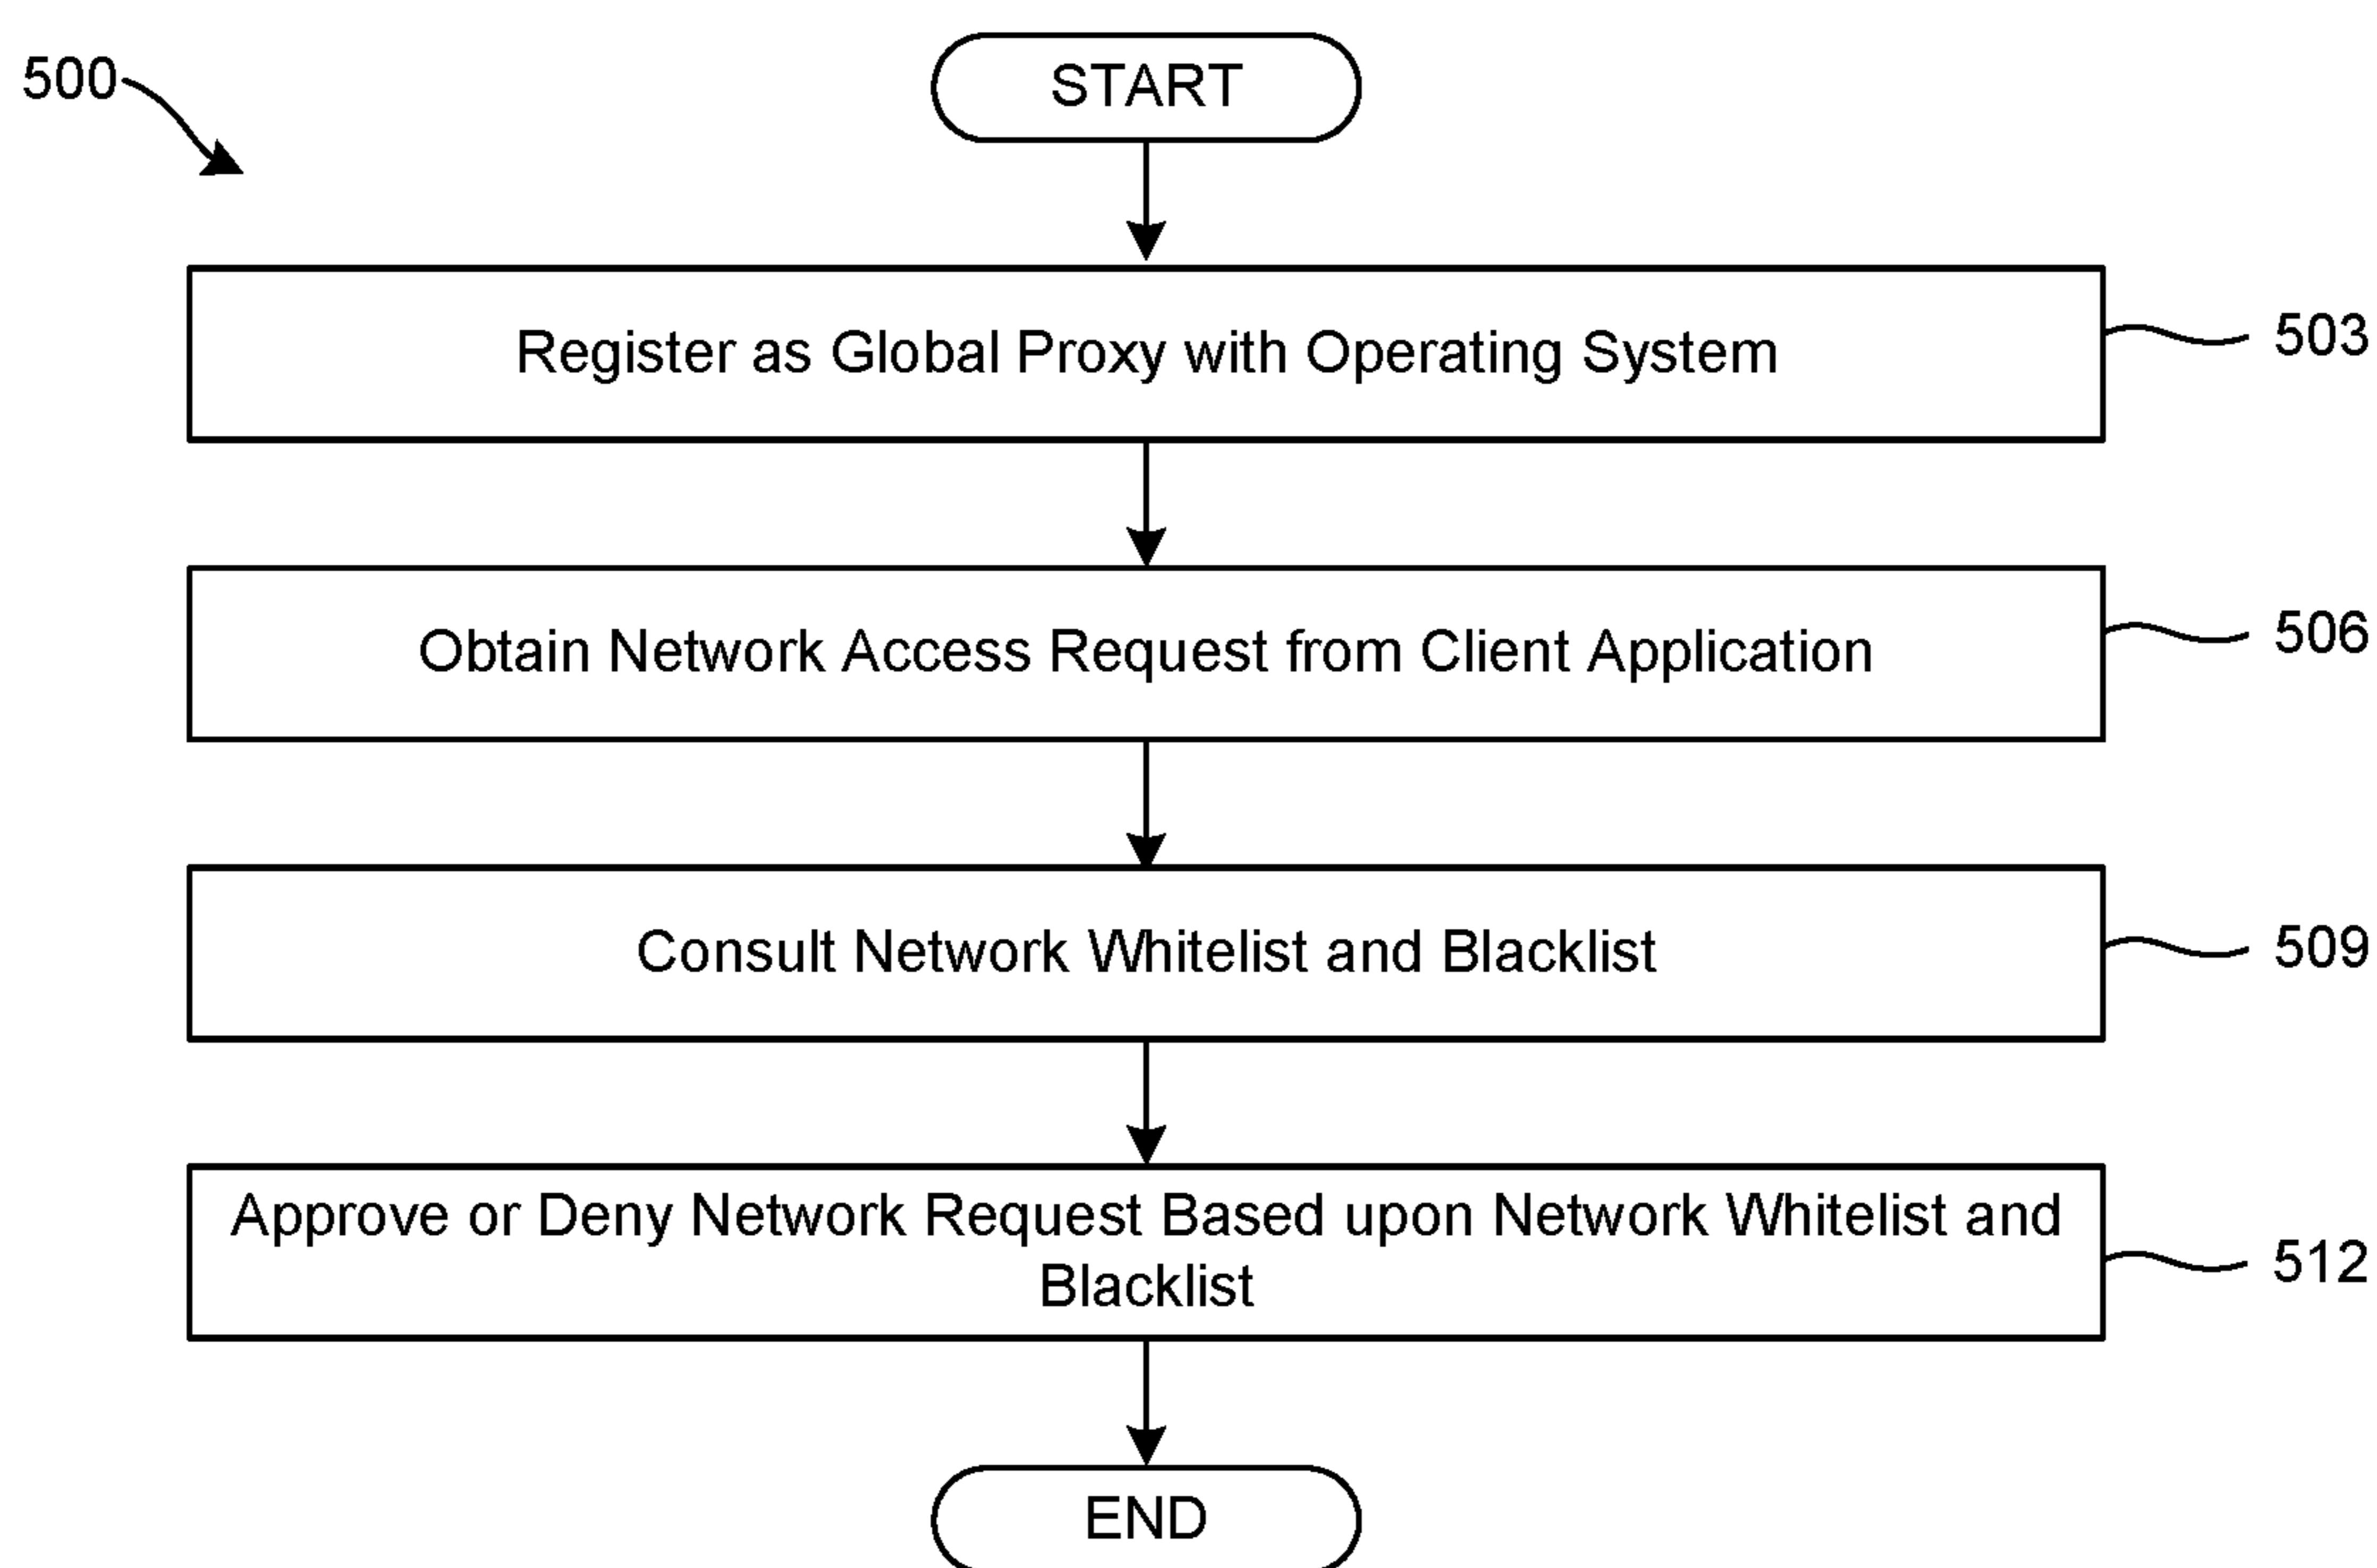 500
START
Register as Global Proxy with Operating System
503
Obtain Network Access Request from Client Application
506
Consult Network Whitelist and Blacklist
509
Approve or Deny Network Request Based upon Network Whitelist and
Blacklist
512
END